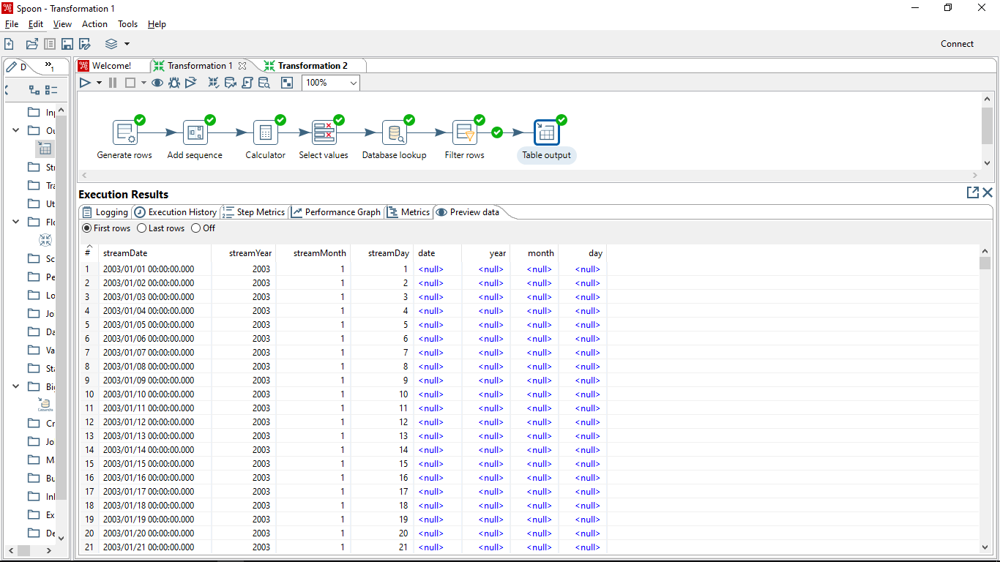 Spoon - Transformation 1
File Edit View Action Tools Help
Connect
D »1
Welcome! Transformation 1 Transformation 2
100%
Inp
Ou
Str
Tra
Ut
Flo
Sc
Pe
Lo
Jo
Da
Va
Sta
Big
Cassandra
Cr
Jo
Ma
Bu
Inl
Ex
De
Generate rows Add sequence Calculator Select values Database lookup Filter rows Table output
Execution Results
Logging Execution History Step Metrics Performance Graph Metrics Preview data
First rows Last rows Off
# streamDate streamYear streamMonth streamDay date year month day
1 2003/01/01 00:00:00.000 2003 1 1 <null> <null> <null> <null>
2 2003/01/02 00:00:00.000 2003 1 2 <null> <null> <null> <null>
3 2003/01/03 00:00:00.000 2003 1 3 <null> <null> <null> <null>
4 2003/01/04 00:00:00.000 2003 1 4 <null> <null> <null> <null>
5 2003/01/05 00:00:00.000 2003 1 5 <null> <null> <null> <null>
6 2003/01/06 00:00:00.000 2003 1 6 <null> <null> <null> <null>
7 2003/01/07 00:00:00.000 2003 1 7 <null> <null> <null> <null>
8 2003/01/08 00:00:00.000 2003 1 8 <null> <null> <null> <null>
9 2003/01/09 00:00:00.000 2003 1 9 <null> <null> <null> <null>
10 2003/01/10 00:00:00.000 2003 1 10 <null> <null> <null> <null>
11 2003/01/11 00:00:00.000 2003 1 11 <null> <null> <null> <null>
12 2003/01/12 00:00:00.000 2003 1 12 <null> <null> <null> <null>
13 2003/01/13 00:00:00.000 2003 1 13 <null> <null> <null> <null>
14 2003/01/14 00:00:00.000 2003 1 14 <null> <null> <null> <null>
15 2003/01/15 00:00:00.000 2003 1 15 <null> <null> <null> <null>
16 2003/01/16 00:00:00.000 2003 1 16 <null> <null> <null> <null>
17 2003/01/17 00:00:00.000 2003 1 17 <null> <null> <null> <null>
18 2003/01/18 00:00:00.000 2003 1 18 <null> <null> <null> <null>
19 2003/01/19 00:00:00.000 2003 1 19 <null> <null> <null> <null>
20 2003/01/20 00:00:00.000 2003 1 20 <null> <null> <null> <null>
21 2003/01/21 00:00:00.000 2003 1 21 <null> <null> <null> <null>